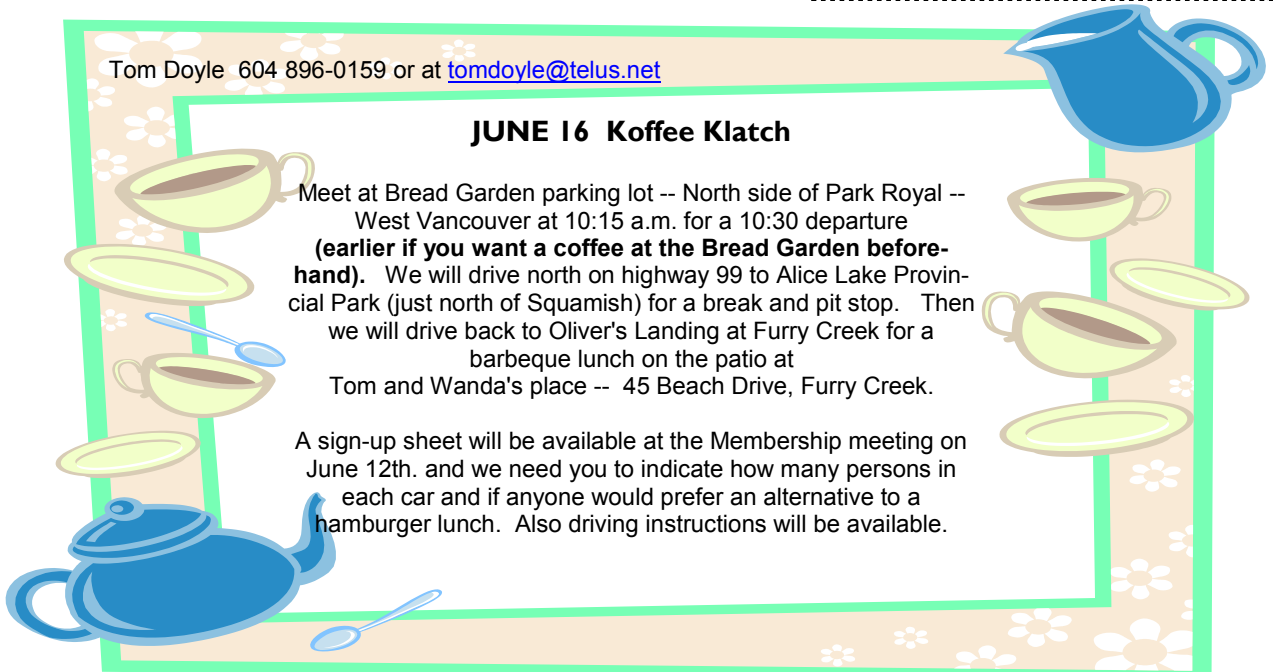 Tom Doyle  604 896-0159 or at tomdoyle@telus.net
JUNE 16  Koffee Klatch
Meet at Bread Garden parking lot -- North side of Park Royal --
West Vancouver at 10:15 a.m. for a 10:30 departure
(earlier if you want a coffee at the Bread Garden before-
hand).   We will drive north on highway 99 to Alice Lake Provin-
cial Park (just north of Squamish) for a break and pit stop.   Then
we will drive back to Oliver's Landing at Furry Creek for a
barbeque lunch on the patio at
Tom and Wanda's place --  45 Beach Drive, Furry Creek.
A sign-up sheet will be available at the Membership meeting on
June 12th. and we need you to indicate how many persons in
each car and if anyone would prefer an alternative to a
hamburger lunch.  Also driving instructions will be available.